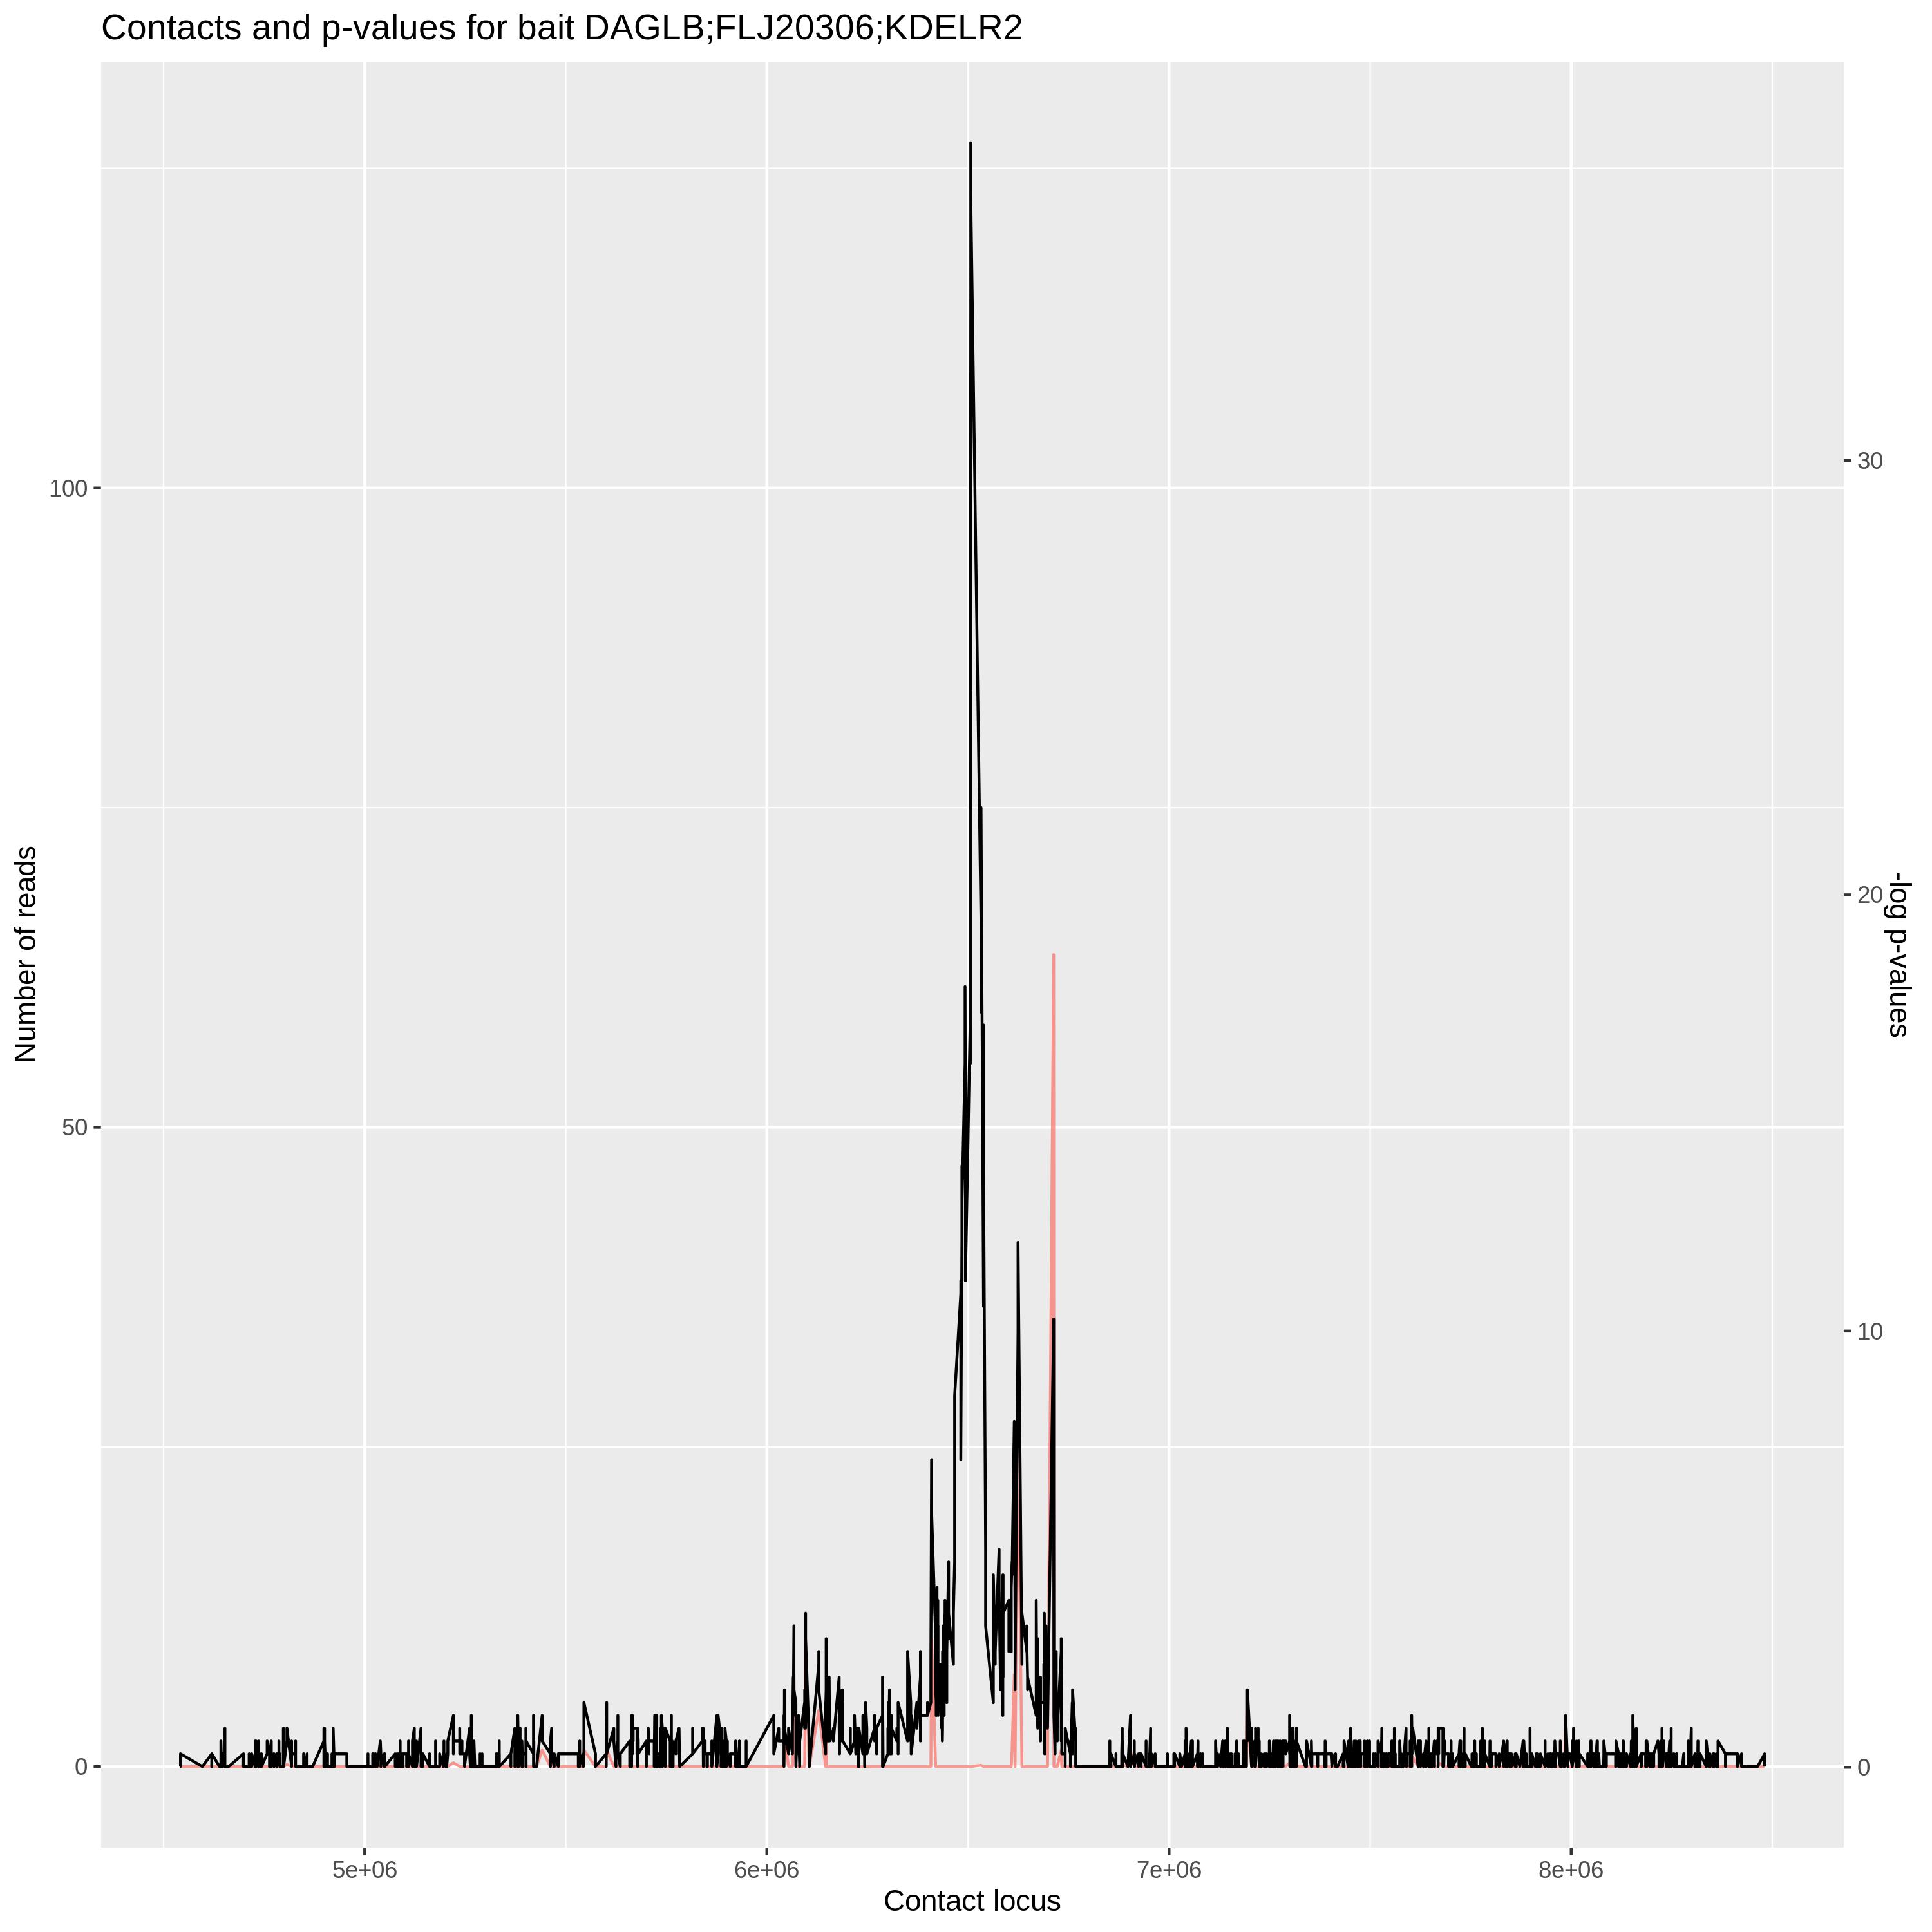 Contacts and p-values for bait DAGLB;FLJ20306;KDELR2
Number of reads
100
50
0
30
20
10
0
-log p-values
5e+06
6e+06
7e+06
8e+06
Contact locus